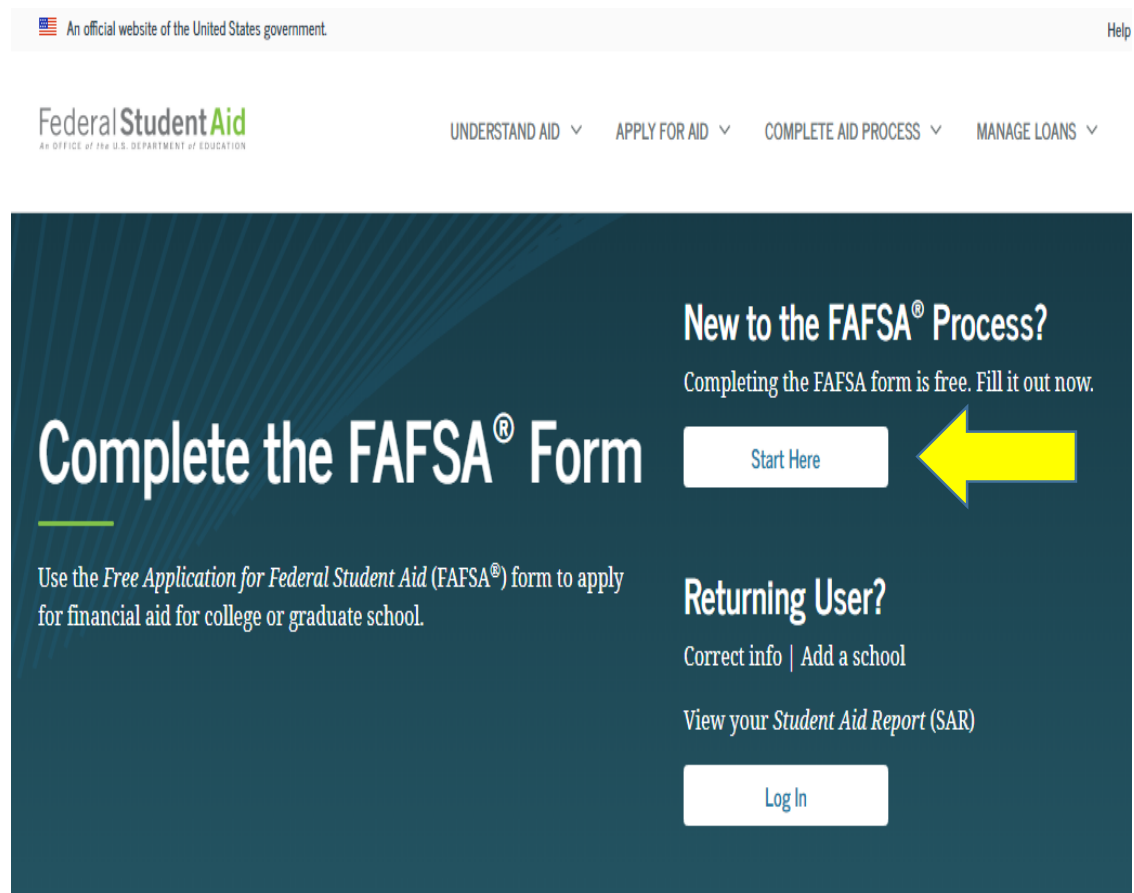 An official website of the United States government.
Help
Federal Student Aid
An OFFICE of the U.S. DEPARTMENT of EDUCATION
UNDERSTAND AID
APPLY FOR AID
COMPLETE AID PROCESS
MANAGE LOANS
Complete the FAFSA® Form
Use the Free Application for Federal Student Aid (FAFSA®) form to apply
for financial aid for college or graduate school.
New to the FAFSA® Process?
Completing the FAFSA form is free. Fill it out now.
Start Here
Returning User?
Correct info | Add a school
View your Student Aid Report (SAR)
Log In